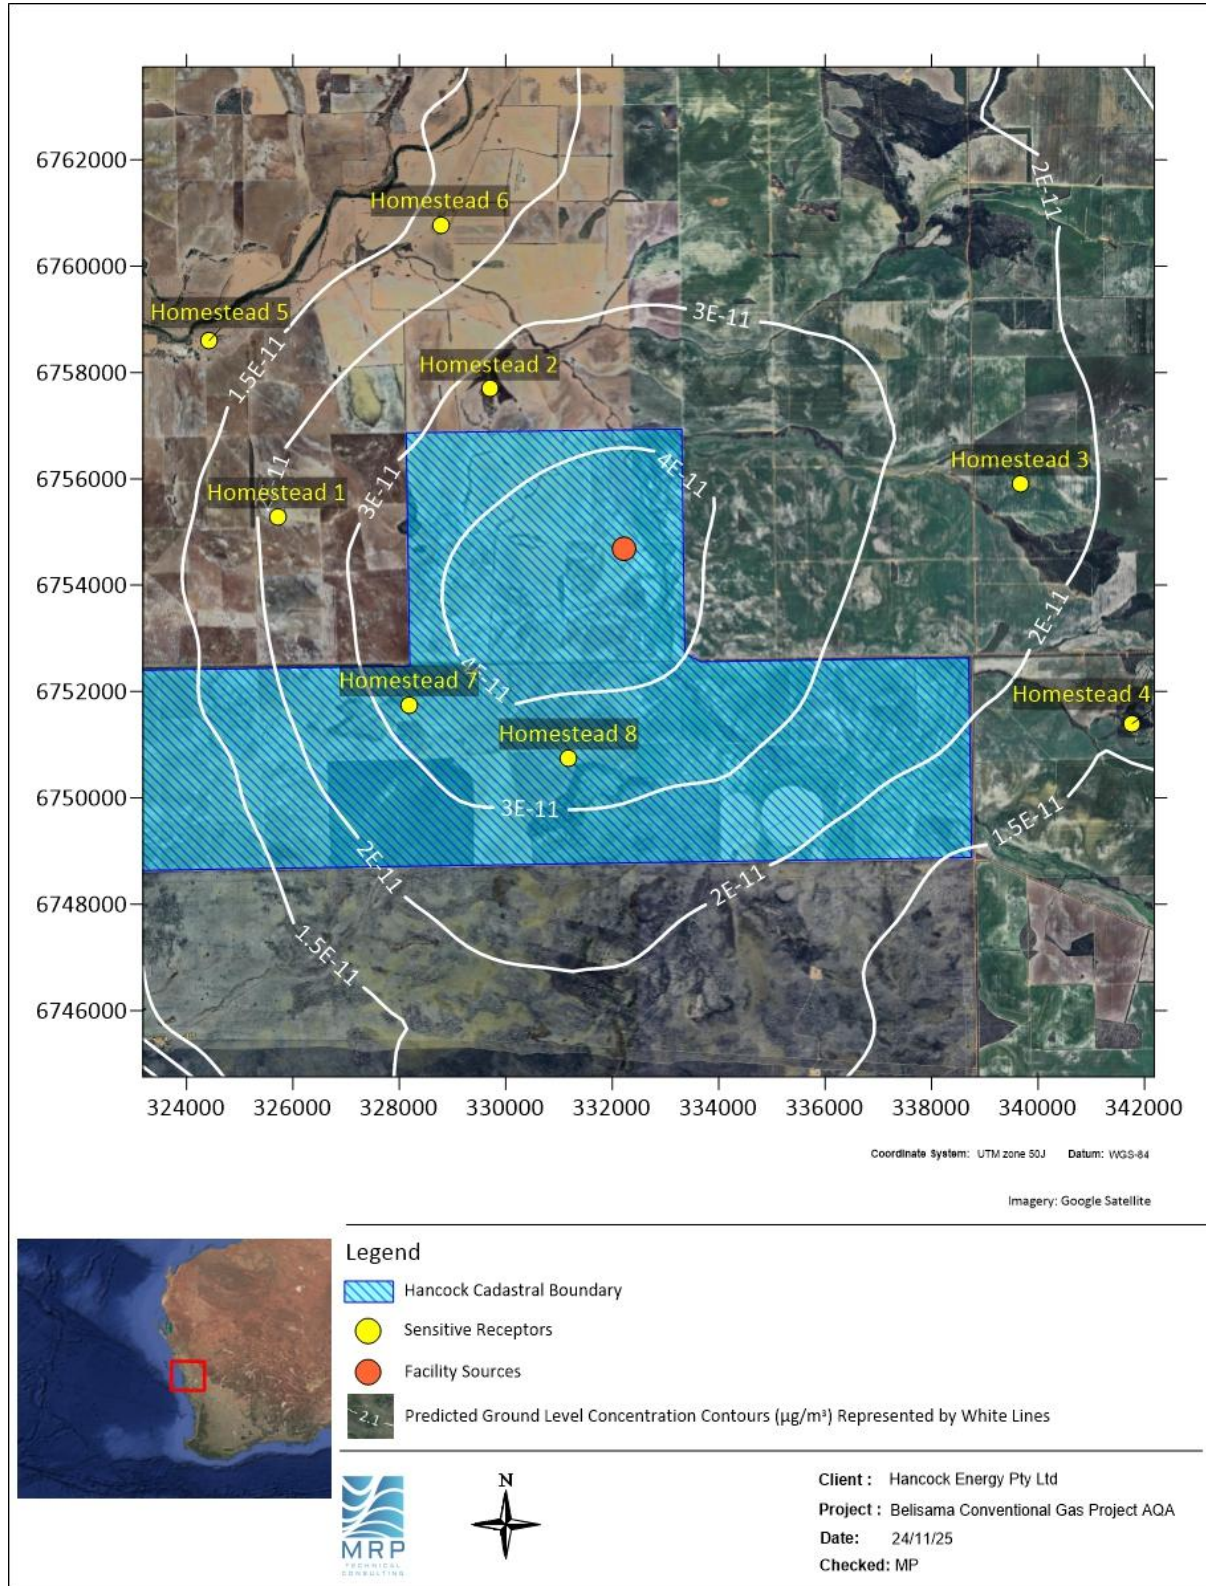 6762000
6760000
6758000
6756000
6754000
6752000
6750000
6748000
6746000
Homestead 6
2E-11
Homestead 5
3E-11
1.5E-11
Homestead 2
4E-11
Homestead 3
-11
3E-11
Homestead 1
2E-11
4E-11
Homestead 7
Homestead 4
Homestead 8
3E-11
1.5E-11
2E-11
2E-11
1.5E-11
324000 326000 328000 330000 332000 334000 336000 338000 340000 342000
Coordinate System: UTM zone 50J Datum: WGS-84
Imagery: Google Satellite
Legend
Hancock Cadastral Boundary
Sensitive Receptors
Facility Sources
2.1
Predicted Ground Level Concentration Contours (µg/m³) Represented by White Lines
MRP
TECHNICAL
CONSULTING
N
Client : Hancock Energy Pty Ltd
Project : Belisama Conventional Gas Project AQA
Date: 24/11/25
Checked: MP